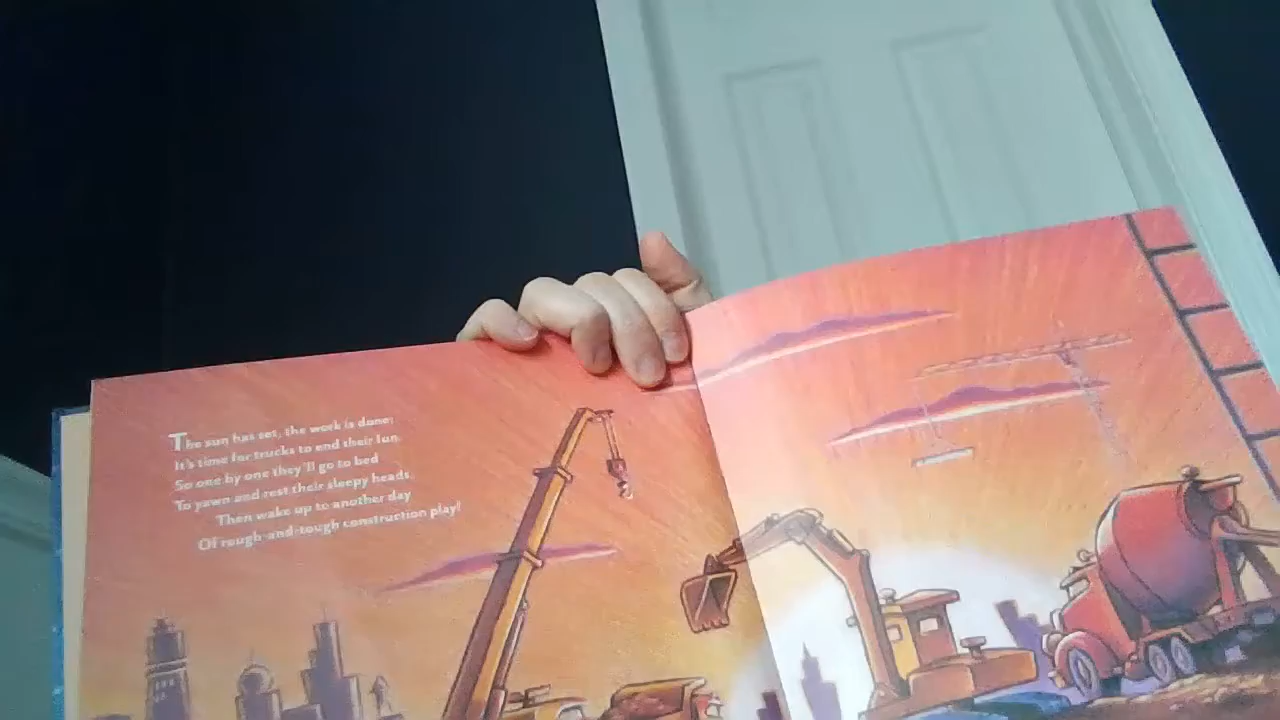 The sun has set, the work is done;
It's time for trucks to end their fun.
So one by one they'll go to bed
To yawn and rest their sleepy heads.
Then wake up to another day
Of rough-and-tough construction play!